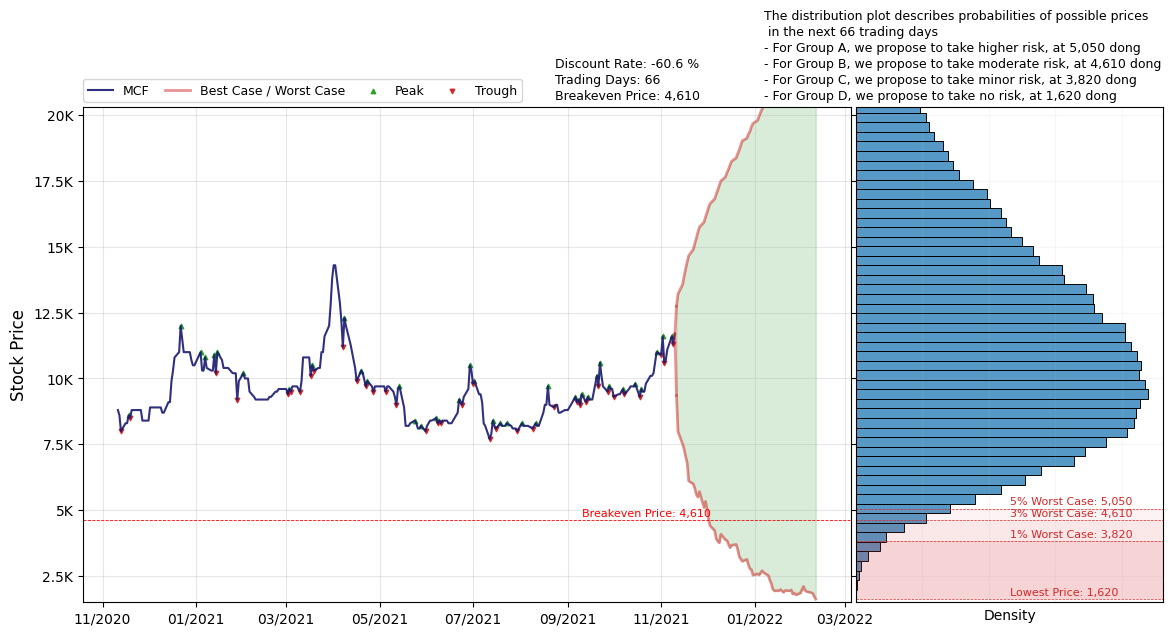 The distribution plot describes probabilities of possible prices
in the next 66 trading days
- For Group A, we propose to take higher risk, at 5,050 dong
- For Group B, we propose to take moderate risk, at 4,610 dong
- For Group C, we propose to take minor risk, at 3,820 dong
- For Group D, we propose to take no risk, at 1,620 dong
Discount Rate: -60.6 %
Trading Days: 66
Breakeven Price: 4,610
MCF
Best Case / Worst Case
Peak
Trough
Stock Price
20K
17.5K
15K
12.5K
10K
7.5K
5K
2.5K
Breakeven Price: 4,610
5% Worst Case: 5,050
3% Worst Case: 4,610
1% Worst Case: 3,820
Lowest Price: 1,620
11/2020
01/2021
03/2021
05/2021
07/2021
09/2021
11/2021
01/2022
03/2022
Density